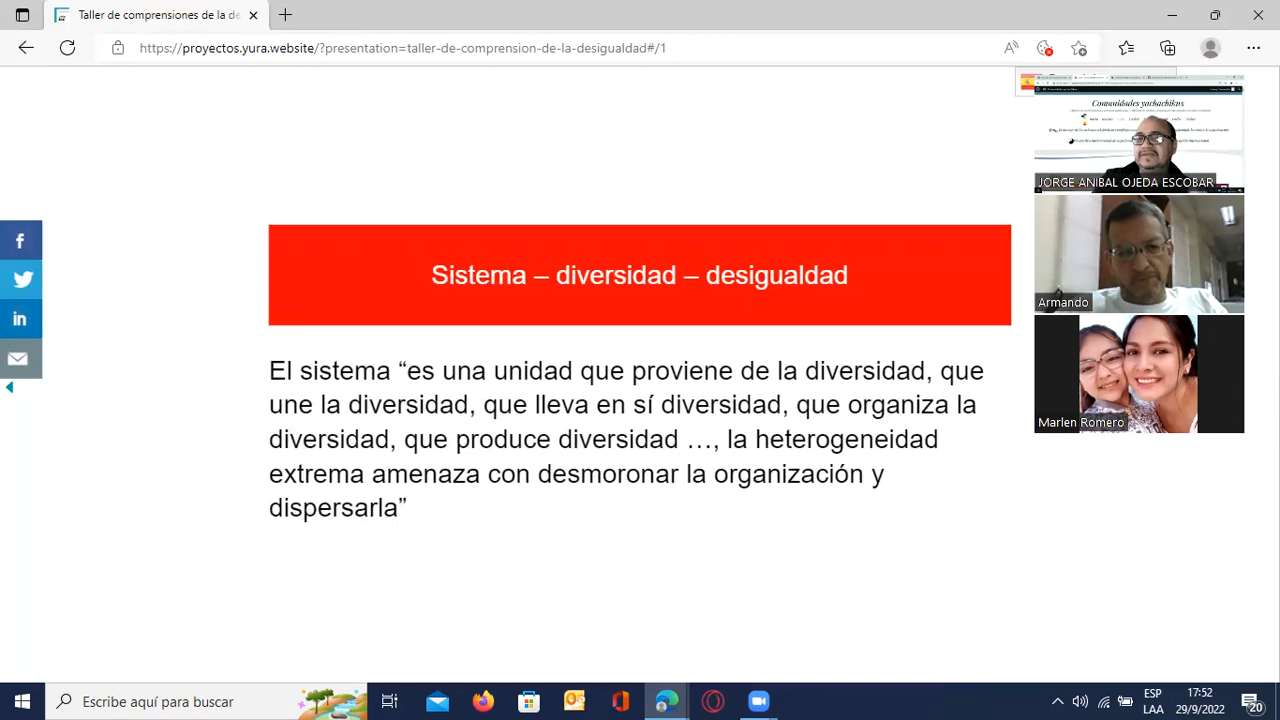 Taller de comprensión de la de
https://proyectos.yura.website/?presentation=taller-de-comprension-de-la-desigualdad#/1
Comunidades yachachiknx
JORGE ANIBAL OJEDA ESCOBAR
Armando
Marlen Romero
Sistema – diversidad – desigualdad
El sistema “es una unidad que proviene de la diversidad, que
une la diversidad, que lleva en sí diversidad, que organiza la
diversidad, que produce diversidad …, la heterogeneidad
extrema amenaza con desmoronar la organización y
dispersarla”
Escribe aquí para buscar
ESP
LAA
17:52
29/9/2022
20